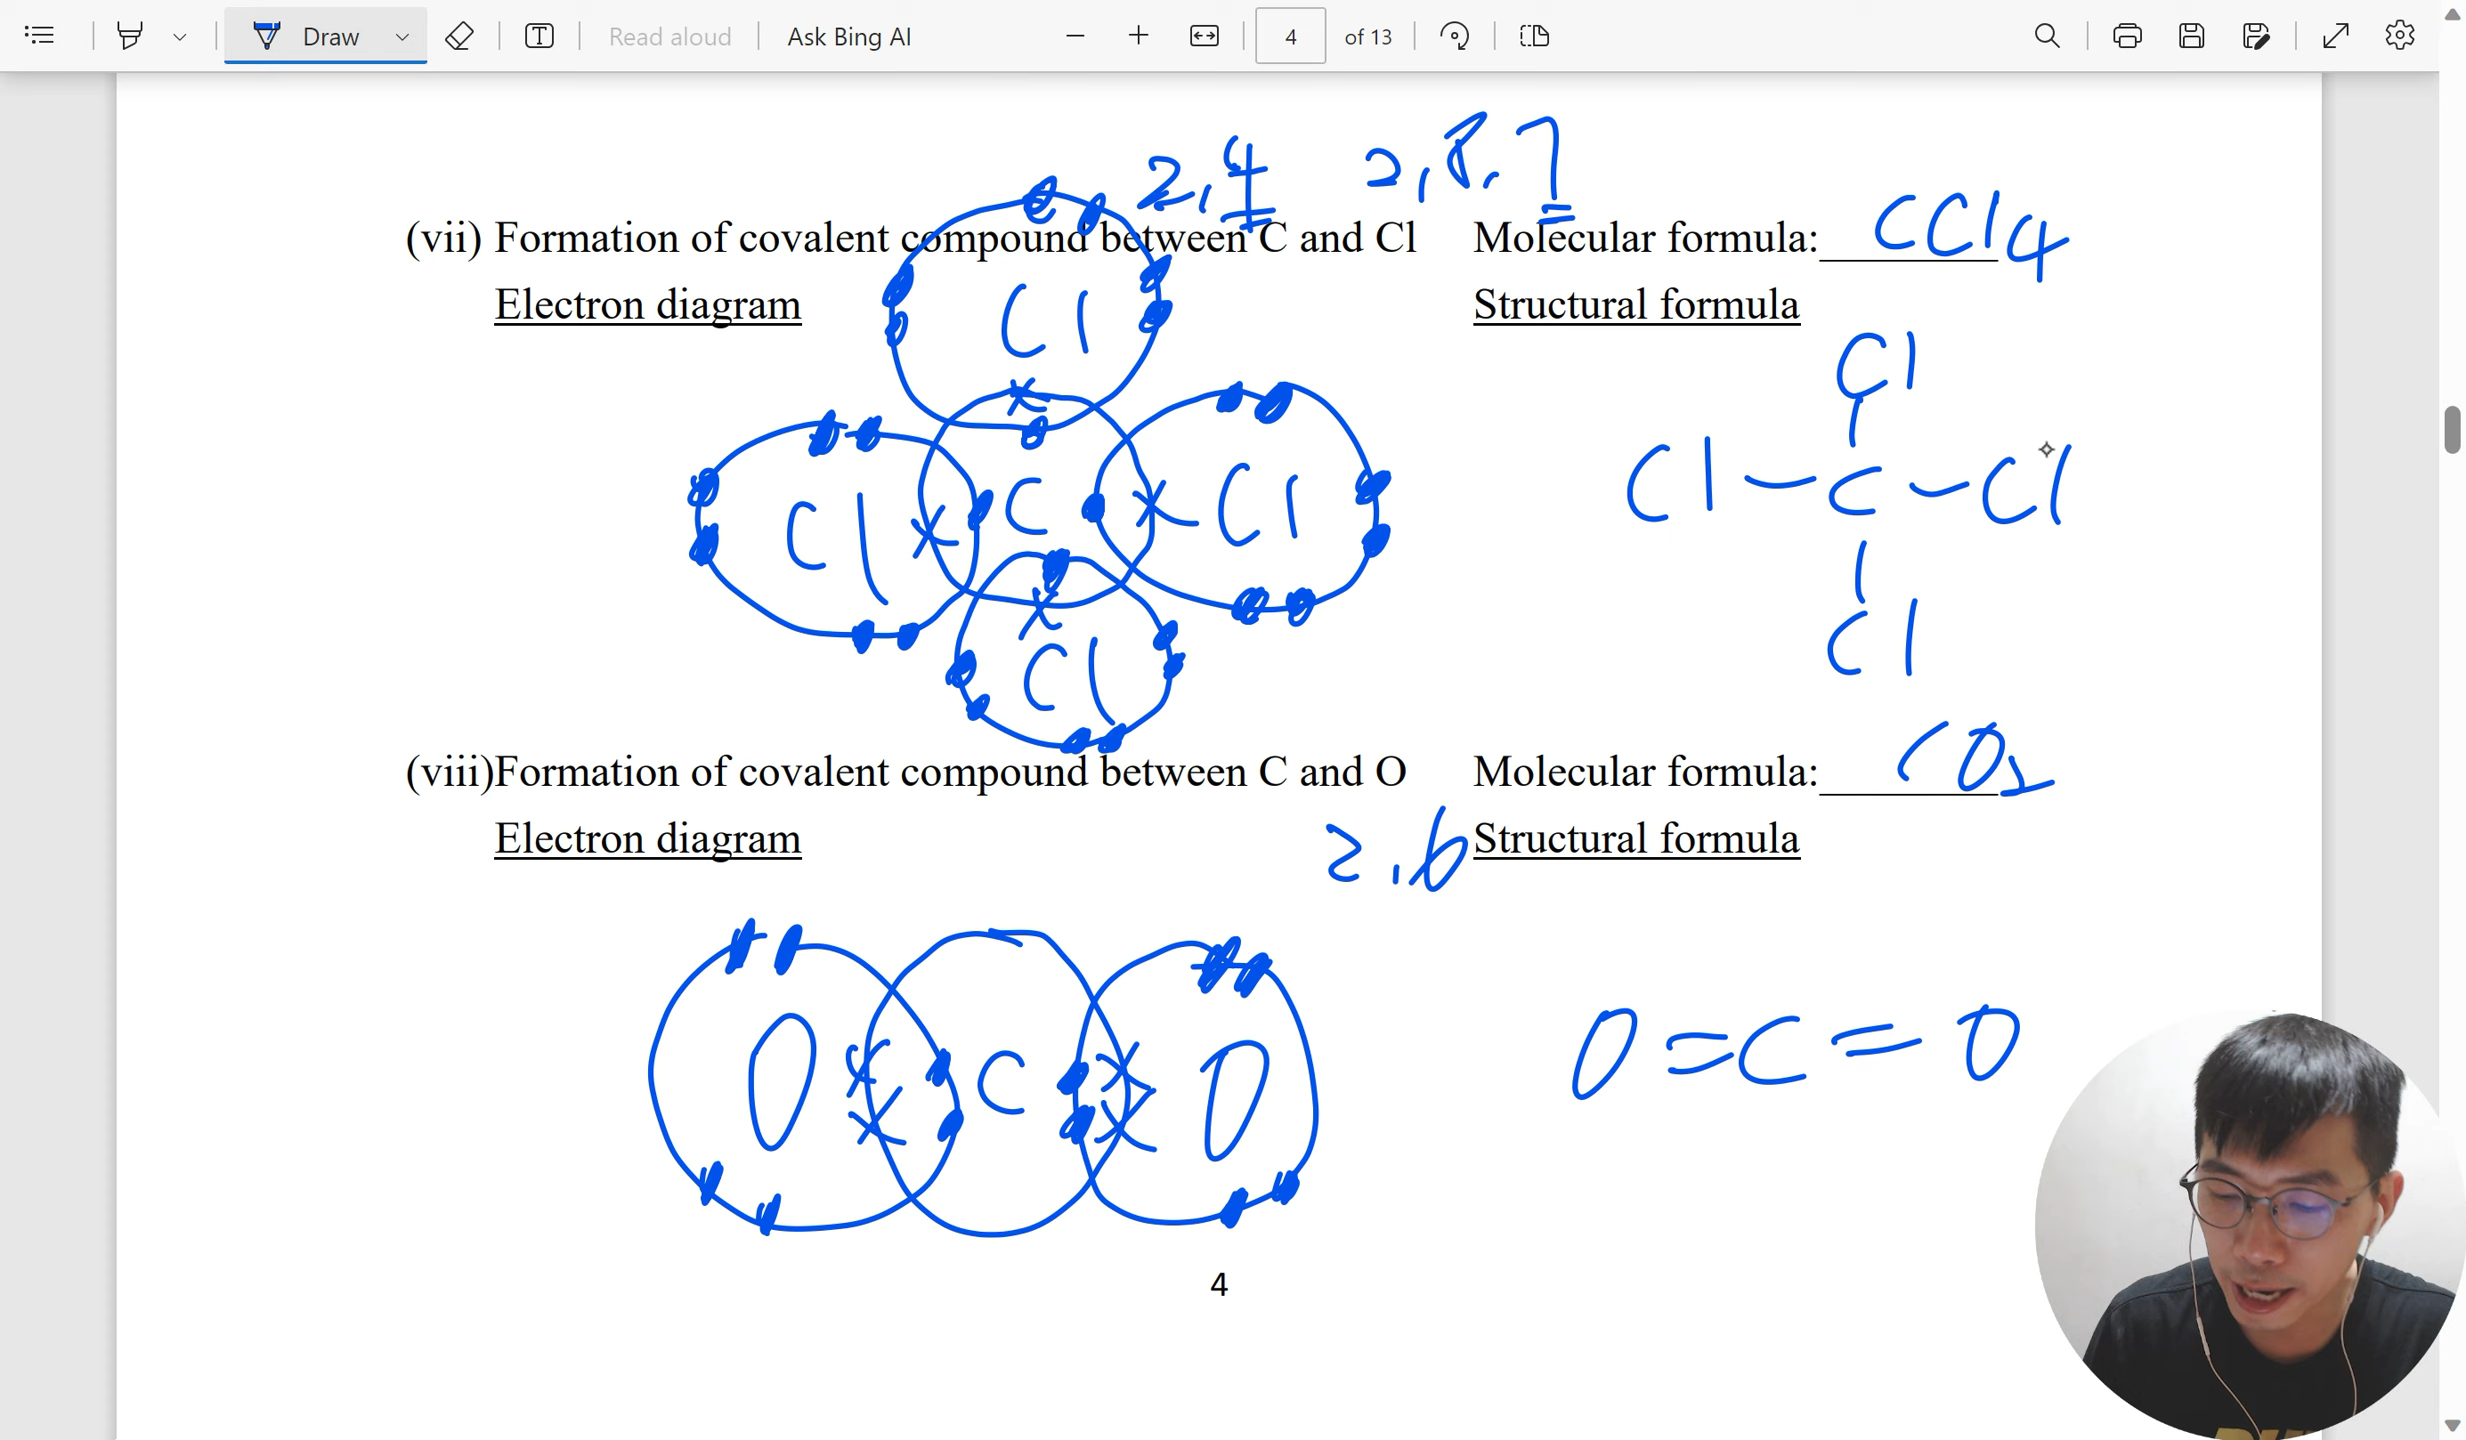 Draw Read aloud Ask Bing AI 4 of 13
2,4 2,8,7
(vii) Formation of covalent compound between C and Cl Molecular formula: CCl4
Electron diagram Structural formula
Cl
Cl C Cl
Cl
Cl
Cl - C - Cl
Cl
(viii)Formation of covalent compound between C and O Molecular formula: CO2
Electron diagram 2,6 Structural formula
O C O
O = C = O
4